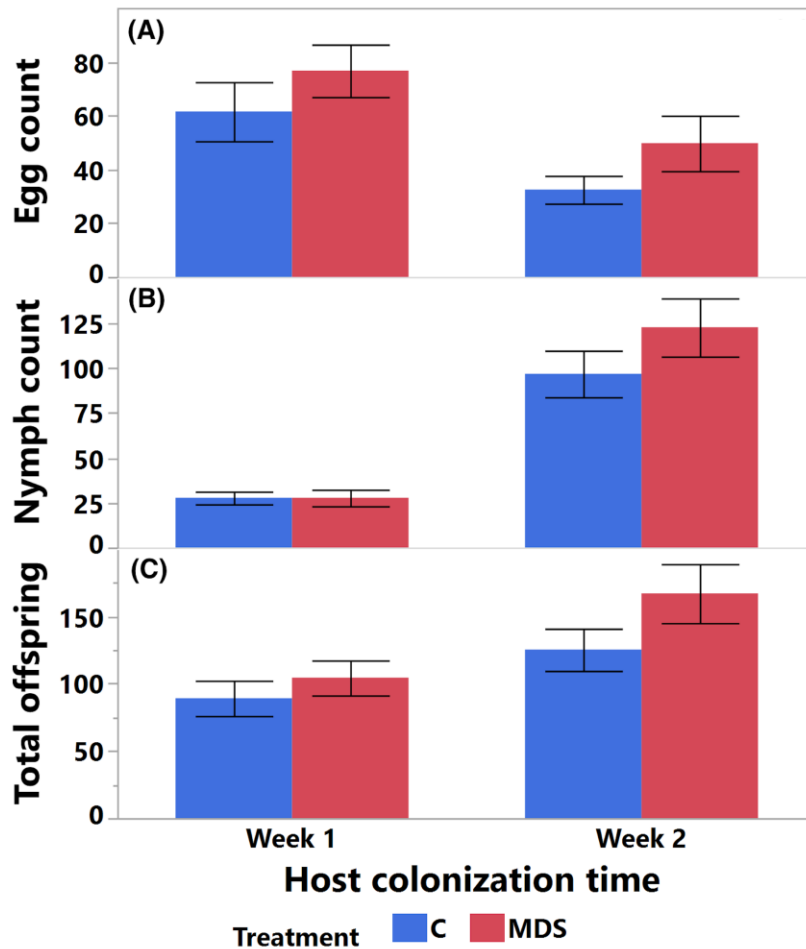 (A)
Egg count
80
60
40
20
0
(B)
Nymph count
125
100
75
50
25
0
(C)
Total offspring
150
100
50
0
Week 1 Week 2
Host colonization time
Treatment C MDS